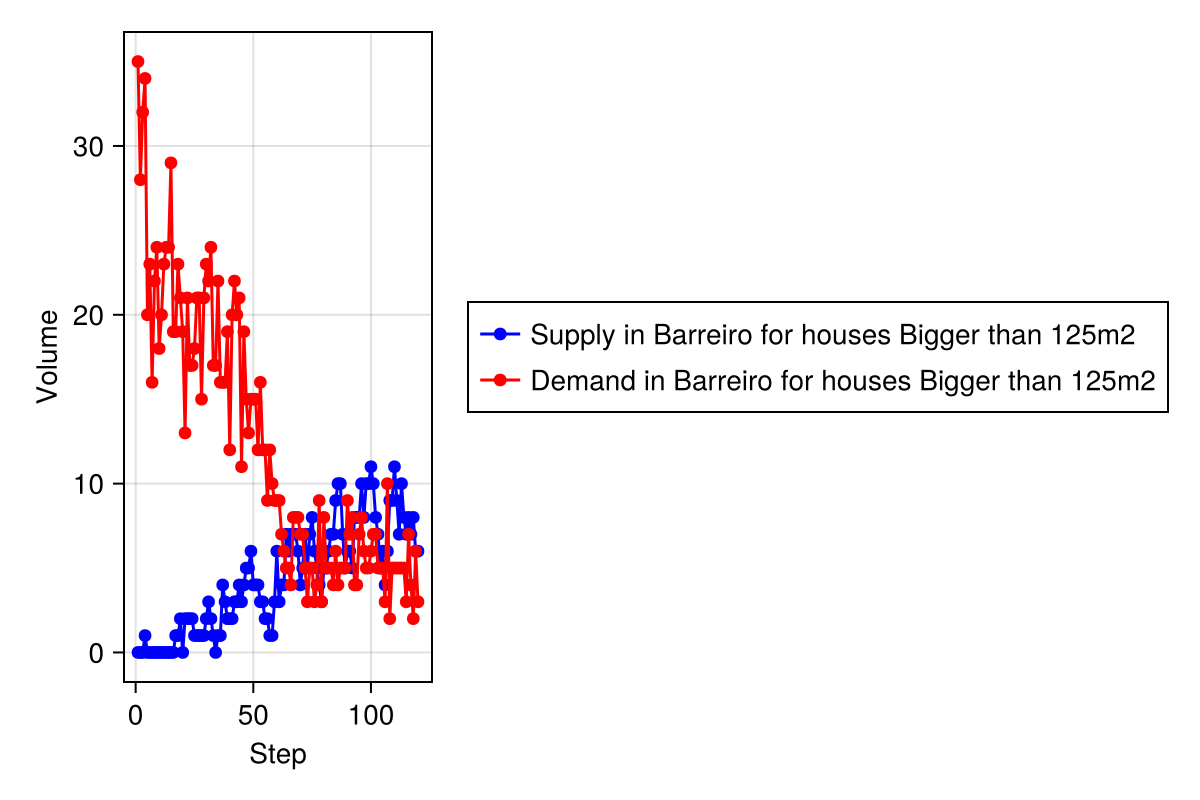 30
20
10
0
Volume
0 50 100
Step
Supply in Barreiro for houses Bigger than 125m2
Demand in Barreiro for houses Bigger than 125m2